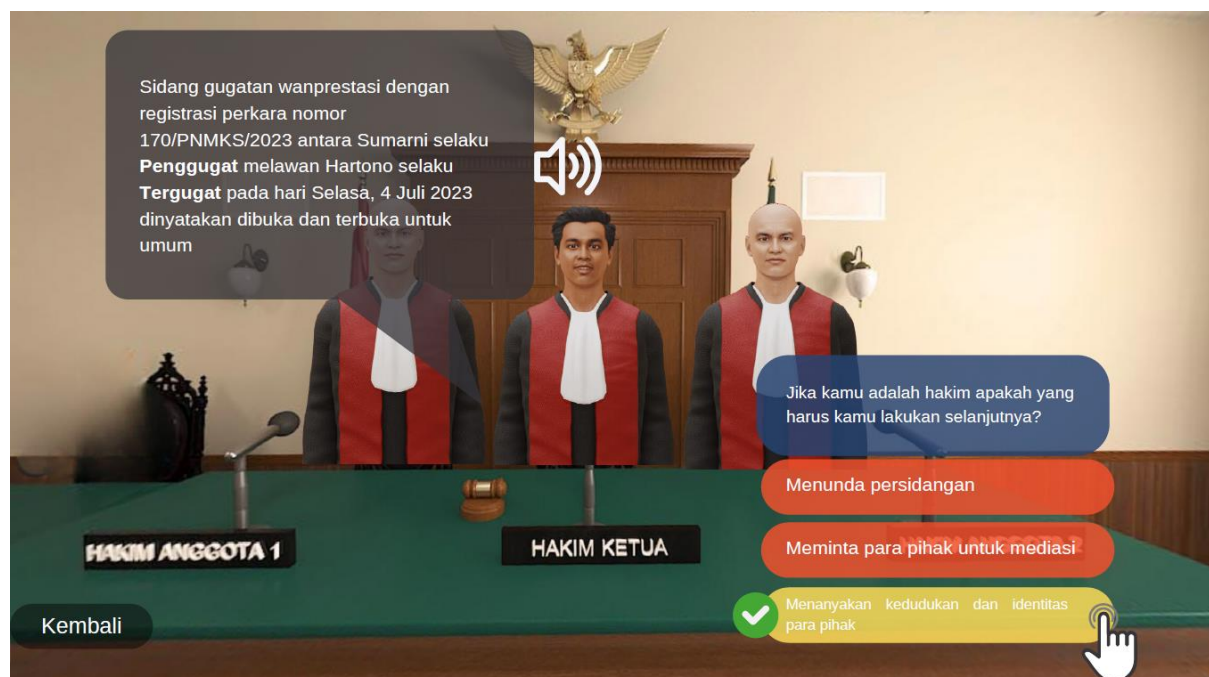 Sidang gugatan wanprestasi dengan
registrasi perkara nomor
170/PNMKS/2023 antara Sumarni selaku
Penggugat melawan Hartono selaku
Tergugat pada hari Selasa, 4 Juli 2023
dinyatakan dibuka dan terbuka untuk
umum
Jika kamu adalah hakim apakah yang
harus kamu lakukan selanjutnya?
Menunda persidangan
Meminta para pihak untuk mediasi
Menanyakan kedudukan dan identitas
para pihak
HAKIM ANGGOTA 1
HAKIM KETUA
Kembali